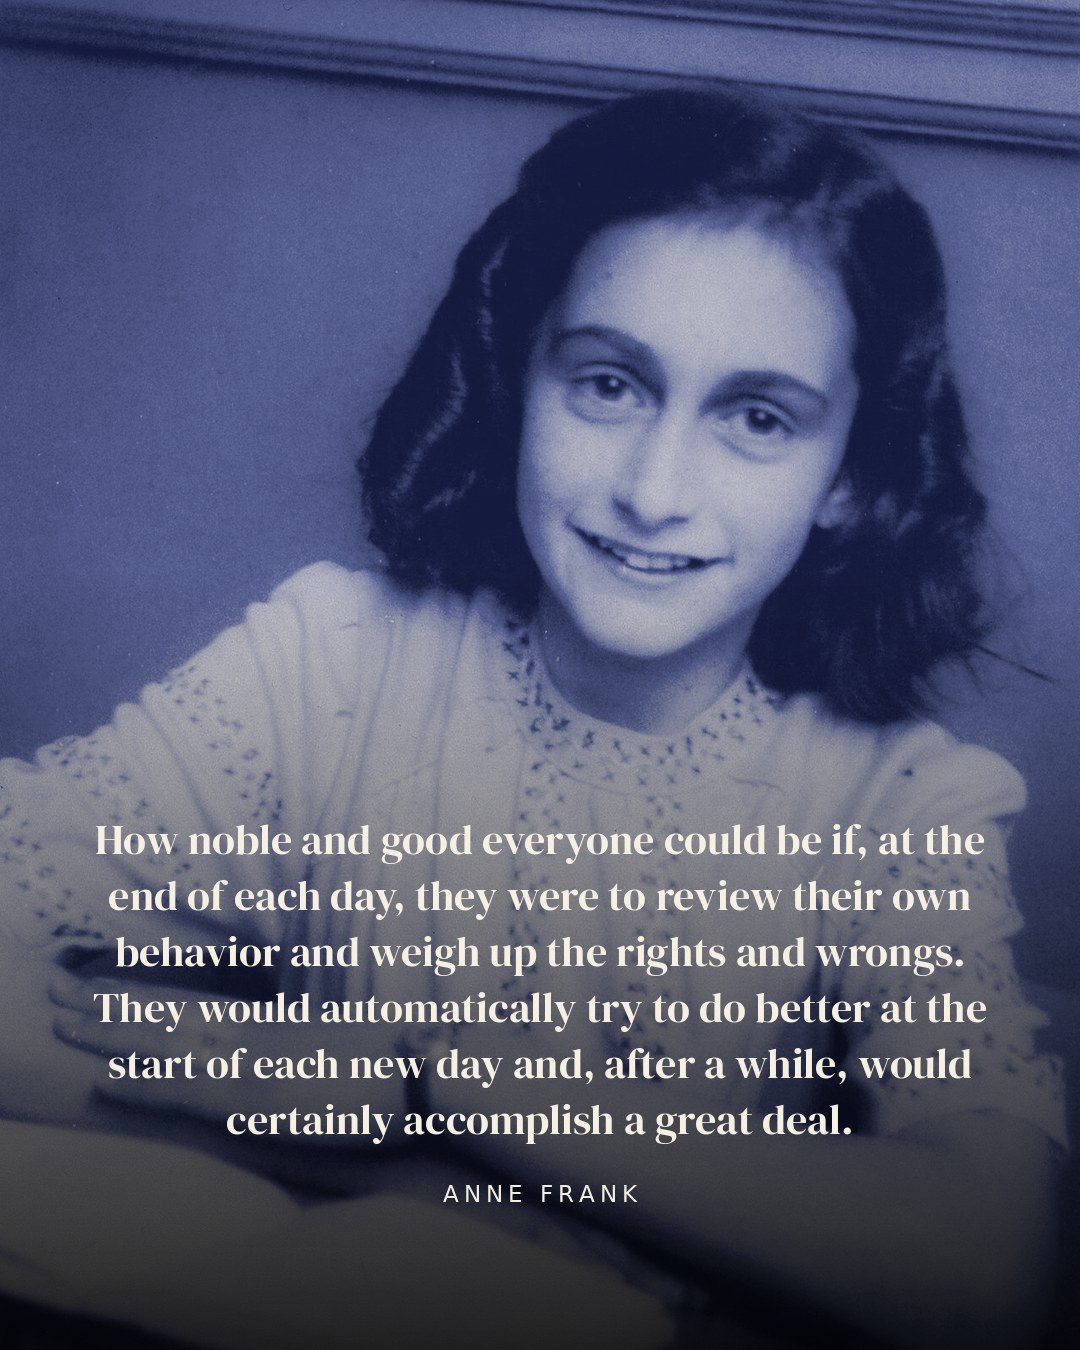 How noble and good everyone could be if, at the
end of each day, they were to review their own
behavior and weigh up the rights and wrongs.
They would automatically try to do better at the
start of each new day and, after a while, would
certainly accomplish a great deal.
ANNE FRANK